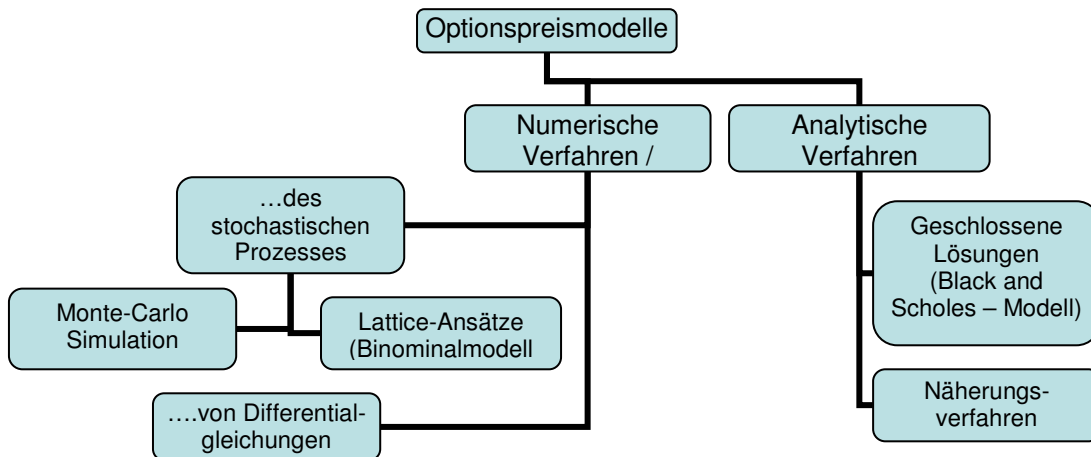 Optionspreismodelle
Numerische
Verfahren /
Analytische
Verfahren
…des
stochastischen
Prozesses
Geschlossene
Lösungen
(Black and
Scholes – Modell)
Monte-Carlo
Simulation
Lattice-Ansätze
(Binominalmodell
Näherungs-
verfahren
….von Differential-
gleichungen